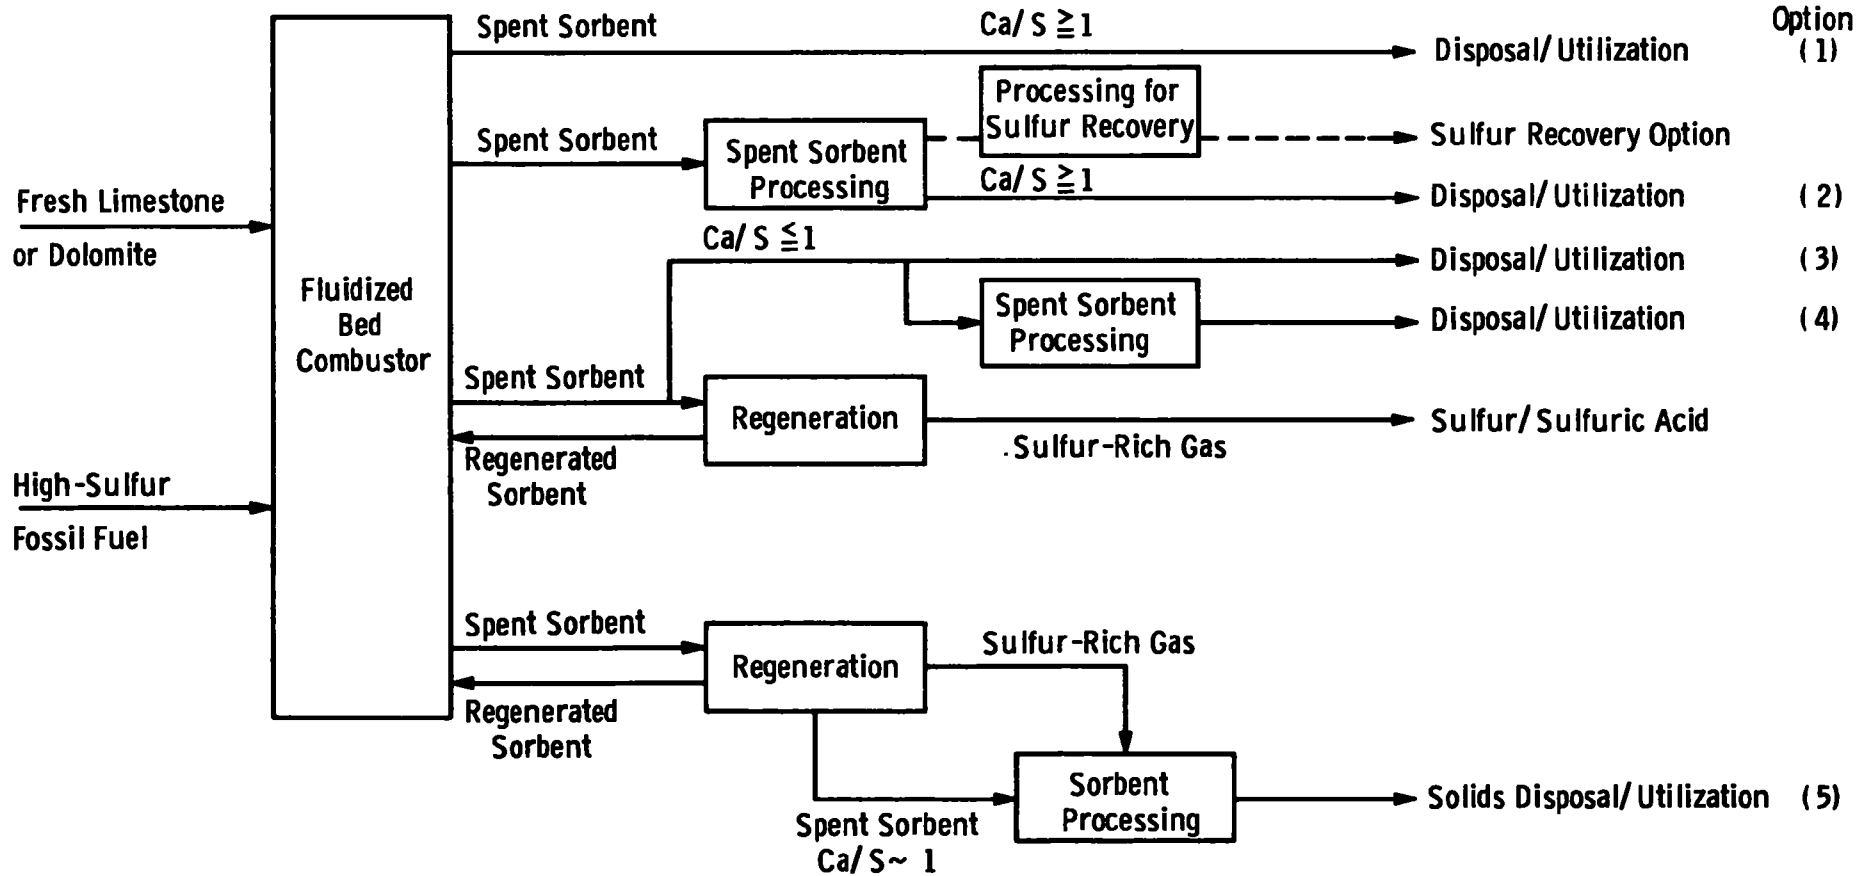 Option
Spent Sorbent
Ca/S ≧ 1
Disposal/Utilization (1)
Processing for
Sulfur Recovery
Spent Sorbent
Sulfur Recovery Option
Spent Sorbent
Processing
Ca/S ≧ 1
Disposal/Utilization (2)
Fresh Limestone
or Dolomite
Ca/S ≦ 1
Disposal/Utilization (3)
Fluidized
Bed
Combustor
Spent Sorbent
Processing
Disposal/Utilization (4)
Spent Sorbent
Regeneration
Sulfur/Sulfuric Acid
Sulfur-Rich Gas
Regenerated
Sorbent
High-Sulfur
Fossil Fuel
Spent Sorbent
Regeneration
Sulfur-Rich Gas
Regenerated
Sorbent
Sorbent
Processing
Solids Disposal/Utilization (5)
Spent Sorbent
Ca/S~ 1